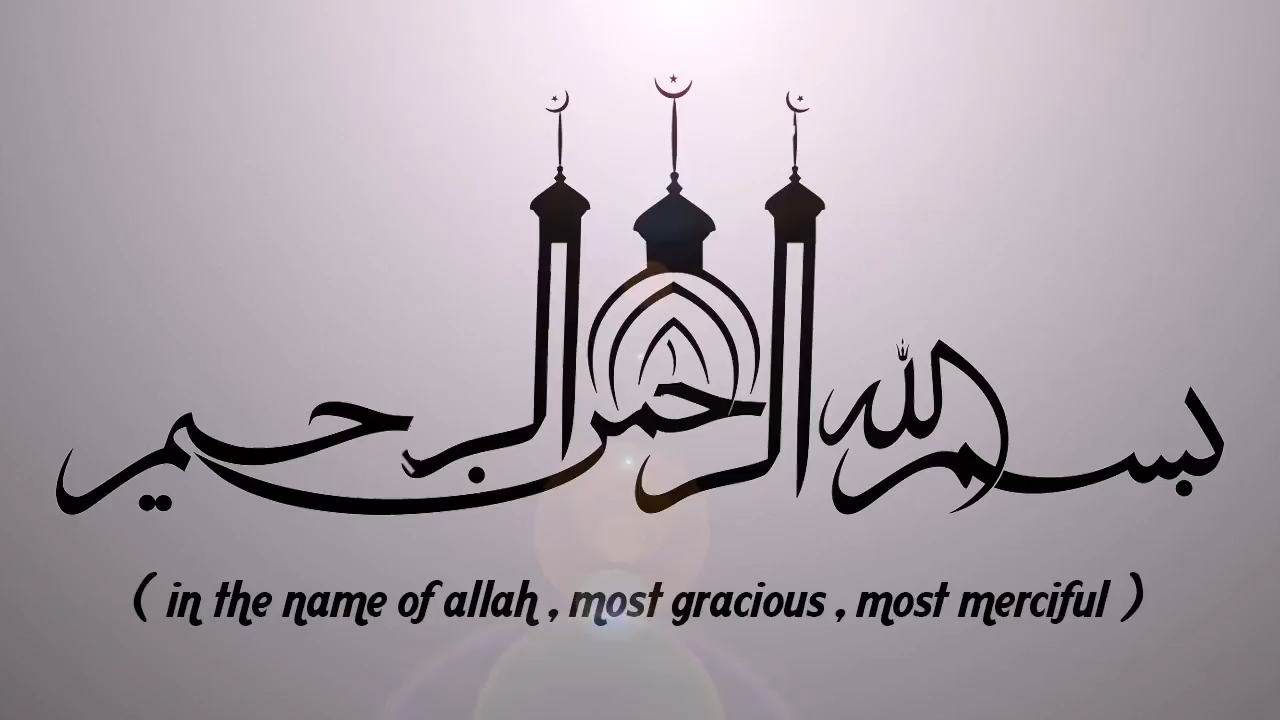 بسم الله الرحمن الرحيم
( in the name of allah , most gracious , most merciful )